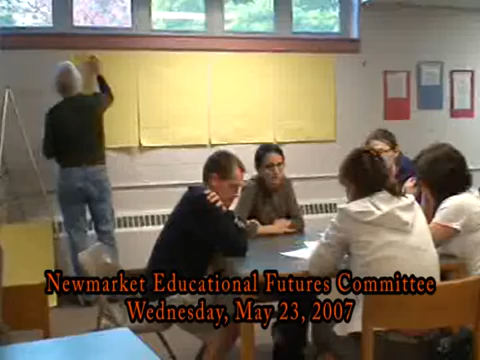 Newmarket Educational Futures Committee
Wednesday, May 23, 2007